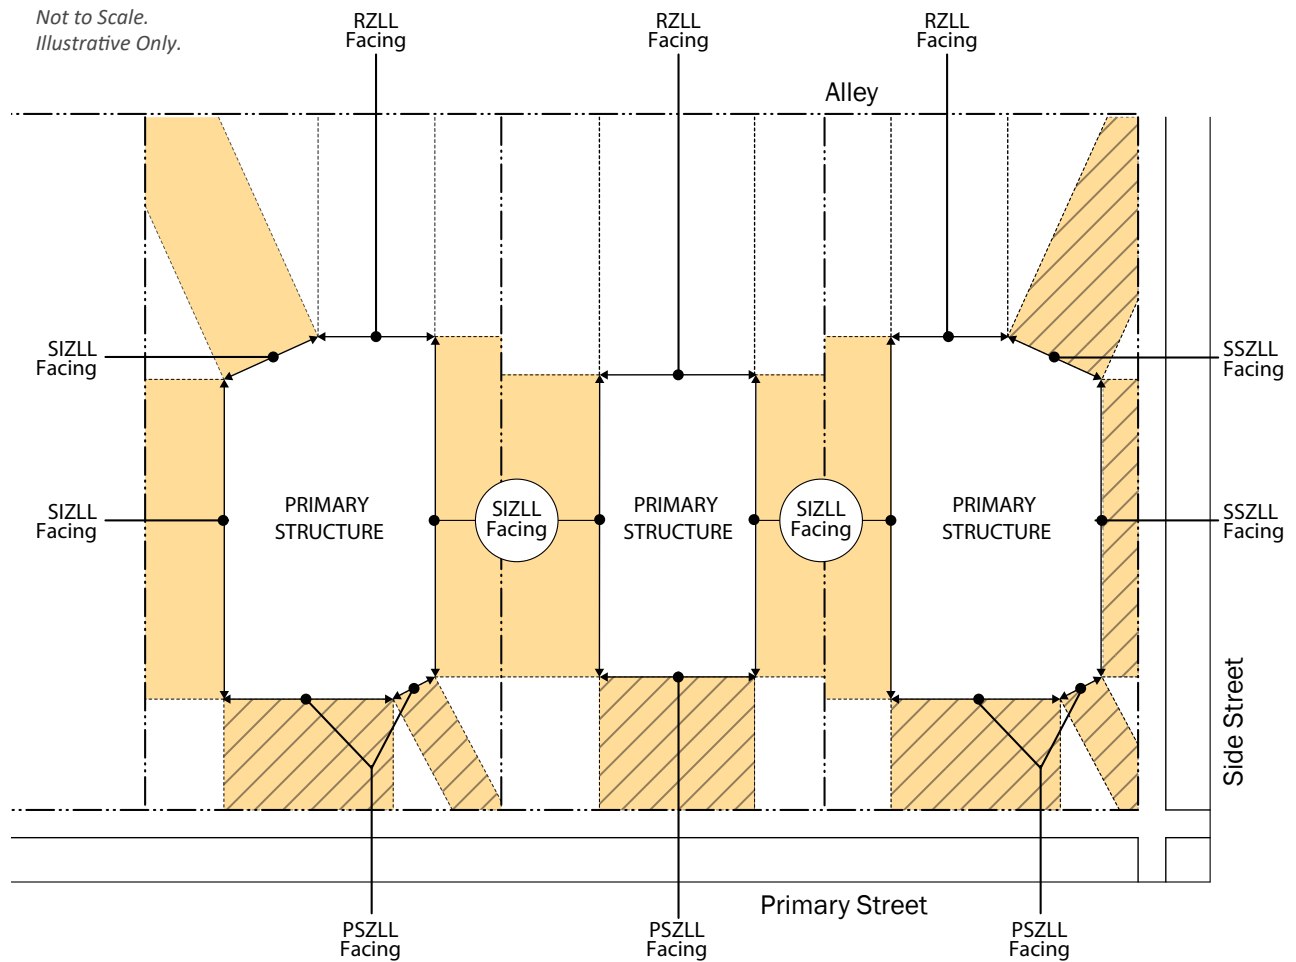 Not to Scale.
Illustrative Only.
RZLL
Facing
RZLL
Facing
RZLL
Facing
Alley
SIZLL
Facing
SSZLL
Facing
SIZLL
Facing
PRIMARY
STRUCTURE
SIZLL
Facing
PRIMARY
STRUCTURE
SIZLL
Facing
PRIMARY
STRUCTURE
SSZLL
Facing
Side Street
Primary Street
PSZLL
Facing
PSZLL
Facing
PSZLL
Facing